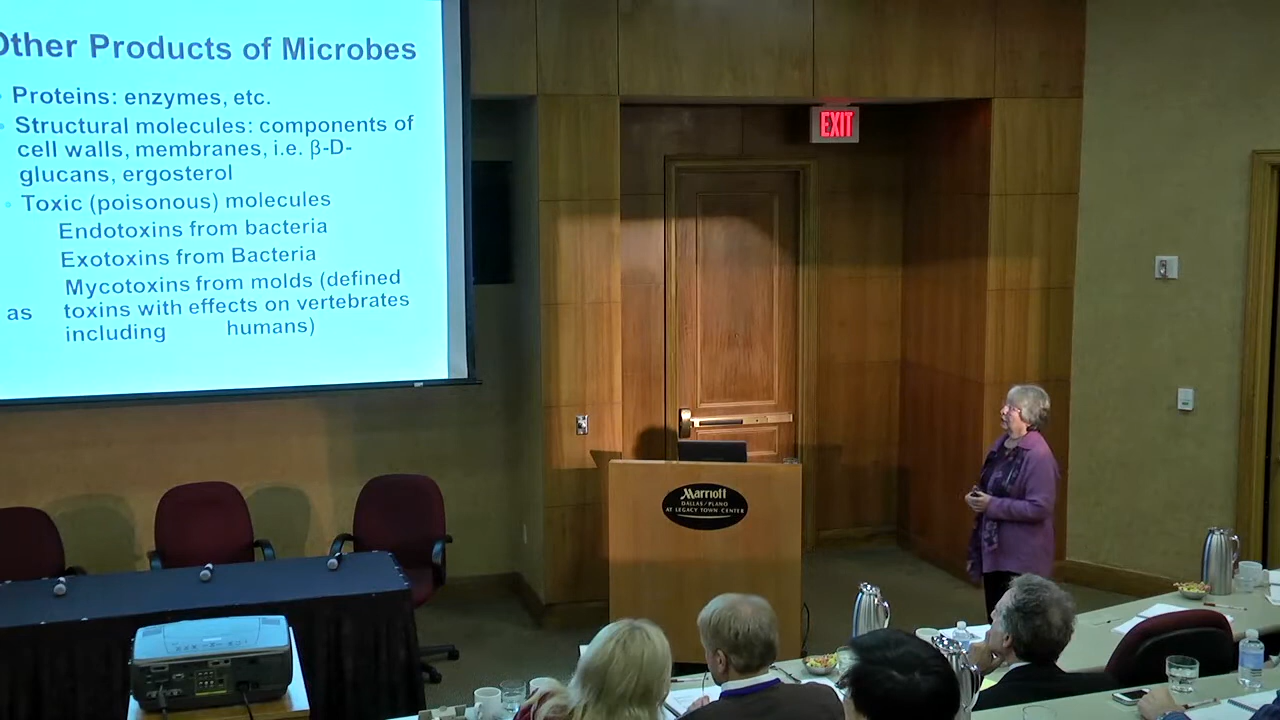 Other Products of Microbes
Proteins: enzymes, etc.
Structural molecules: components of
cell walls, membranes, i.e. β-D-
glucans, ergosterol
Toxic (poisonous) molecules
Endotoxins from bacteria
Exotoxins from Bacteria
Mycotoxins from molds (defined
as toxins with effects on vertebrates
including humans)
EXIT
Marriott
DALLAS/PLANO
AT LEGACY TOWN CENTER